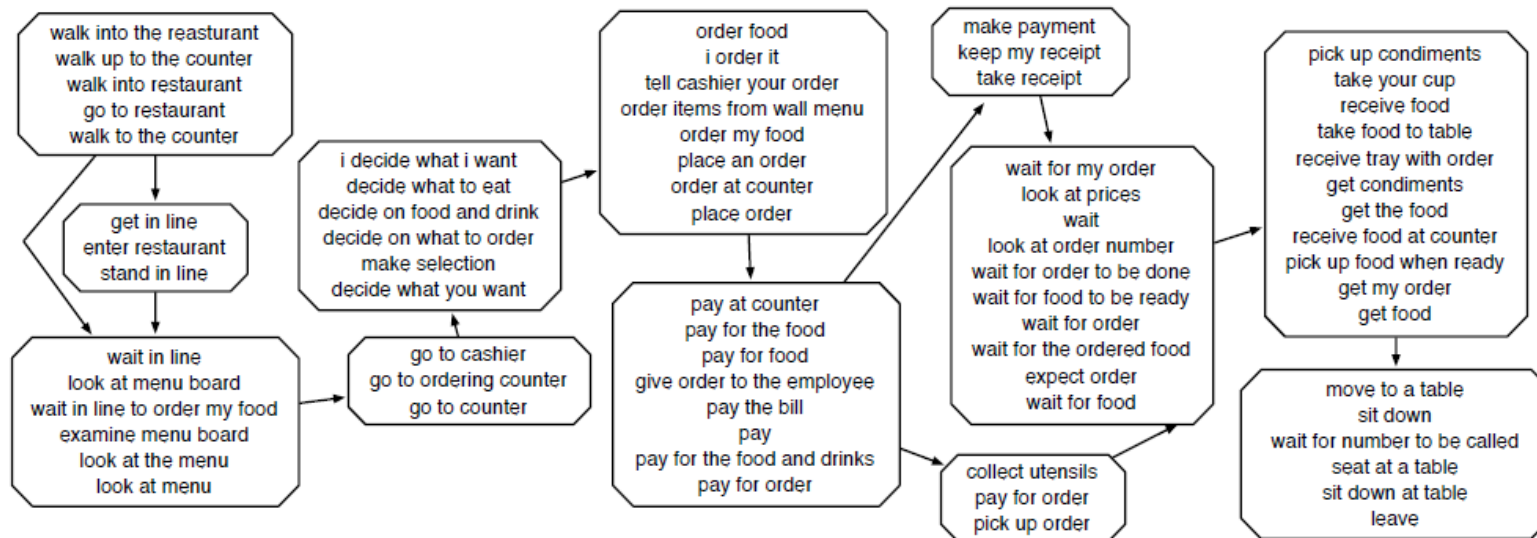 walk into the reasturant
walk up to the counter
walk into restaurant
go to restaurant
walk to the counter
get in line
enter restaurant
stand in line
wait in line
look at menu board
wait in line to order my food
examine menu board
look at the menu
look at menu
go to cashier
go to ordering counter
go to counter
i decide what i want
decide what to eat
decide on food and drink
decide on what to order
make selection
decide what you want
order food
i order it
tell cashier your order
order items from wall menu
order my food
place an order
order at counter
place order
pay at counter
pay for the food
pay for food
give order to the employee
pay the bill
pay
pay for the food and drinks
pay for order
make payment
keep my receipt
take receipt
collect utensils
pay for order
pick up order
wait for my order
look at prices
wait
look at order number
wait for order to be done
wait for food to be ready
wait for order
wait for the ordered food
expect order
wait for food
pick up condiments
take your cup
receive food
take food to table
receive tray with order
get condiments
get the food
receive food at counter
pick up food when ready
get my order
get food
move to a table
sit down
wait for number to be called
seat at a table
sit down at table
leave